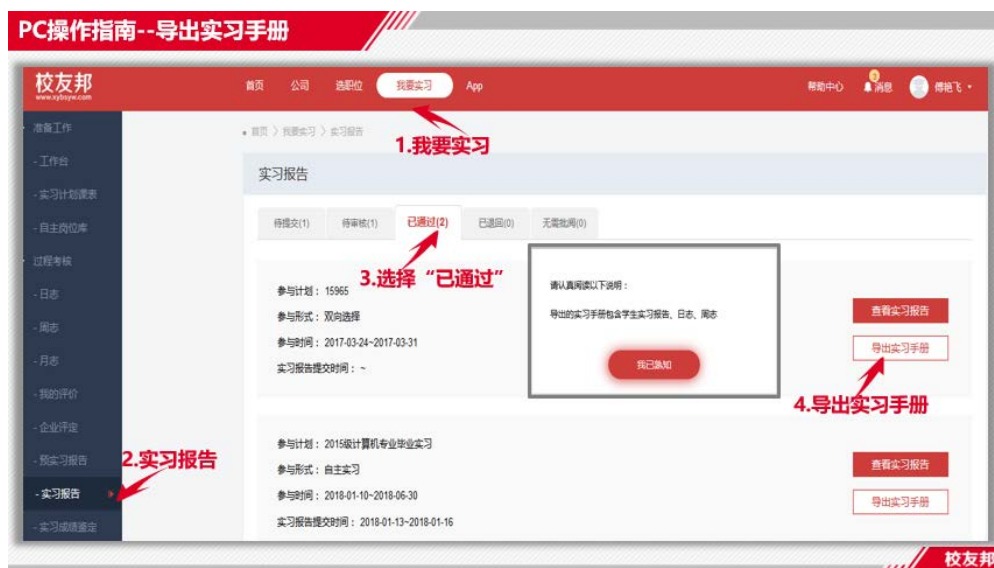 PC操作指南--导出实习手册
校友邦
www.xybsyw.com
首页 公司 选职位 我要实习 App
帮助中心 消息 2 傅艳飞
准备工作
- 工作台
- 实习计划课表
- 自主岗位库
过程考核
- 日志
- 周志
- 月志
- 我的评价
- 企业评定
- 预实习报告
- 实习报告
- 实习成绩鉴定
首页 〉 我要实习 〉 实习报告
1.我要实习
实习报告
待提交(1) 待审核(1) 已通过(2) 已退回(0) 无需批阅(0)
3.选择“已通过”
参与计划： 15965
参与形式： 双向选择
参与时间： 2017-03-24~2017-03-31
实习报告提交时间： ~
请认真阅读以下说明：
导出的实习手册包含学生实习报告、日志、周志
我已熟知
查看实习报告
导出实习手册
4.导出实习手册
2.实习报告
参与计划： 2015级计算机专业毕业实习
参与形式： 自主实习
参与时间： 2018-01-10~2018-06-30
实习报告提交时间： 2018-01-13~2018-01-16
查看实习报告
导出实习手册
校友邦